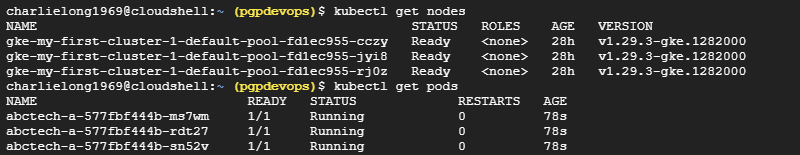 charlielong1969@cloudshell:~ (pgpdevops)$ kubectl get nodes
NAME STATUS ROLES AGE VERSION
gke-my-first-cluster-1-default-pool-fd1ec955-cczy Ready <none> 28h v1.29.3-gke.1282000
gke-my-first-cluster-1-default-pool-fd1ec955-jyi8 Ready <none> 28h v1.29.3-gke.1282000
gke-my-first-cluster-1-default-pool-fd1ec955-rj0z Ready <none> 28h v1.29.3-gke.1282000
charlielong1969@cloudshell:~ (pgpdevops)$ kubectl get pods
NAME READY STATUS RESTARTS AGE
abctech-a-577fbf444b-ms7wm 1/1 Running 0 78s
abctech-a-577fbf444b-rdt27 1/1 Running 0 78s
abctech-a-577fbf444b-sn52v 1/1 Running 0 78s